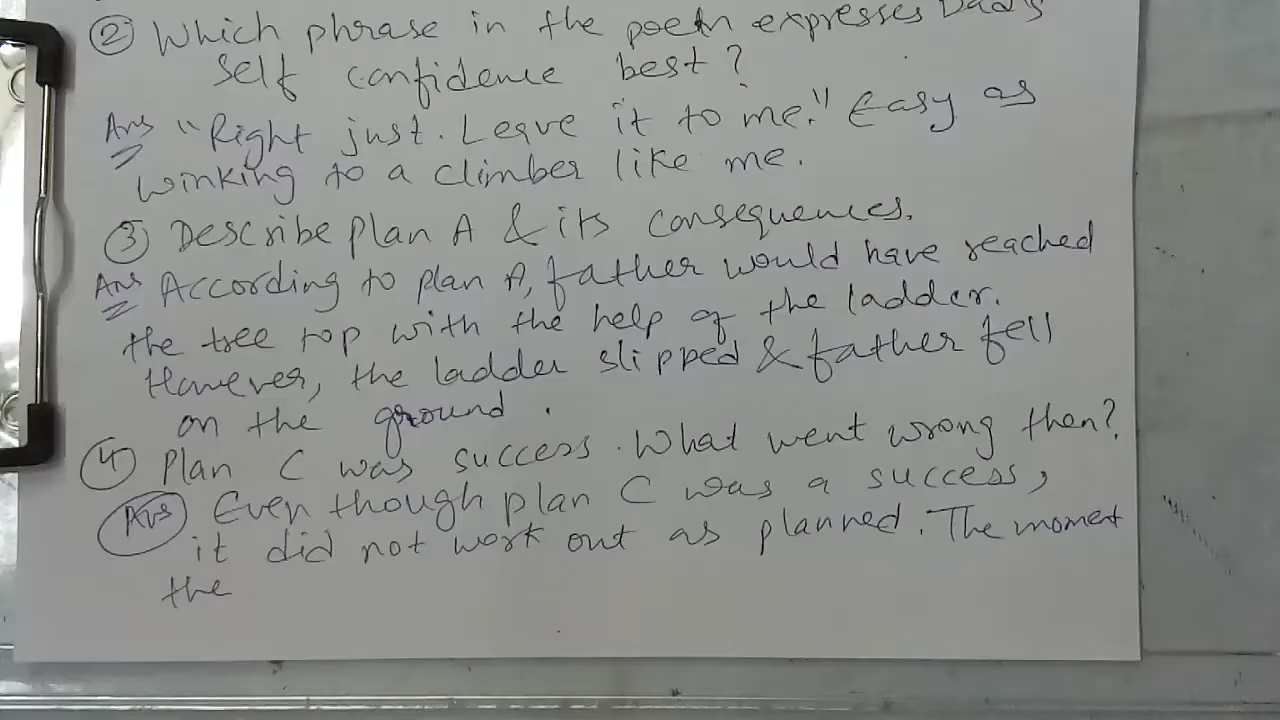 ② Which phrase in the poem expresses Dad's
self confidence best?
Ans "Right just. Leave it to me." Easy as
winking to a climber like me.
③ Describe plan A & its consequences.
Ans According to plan A, father would have reached
the tree top with the help of the ladder.
However, the ladder slipped & father fell
on the ground.
④ Plan C was success. What went wrong then?
Ans Even though plan C was a success,
it did not work out as planned. The moment
the